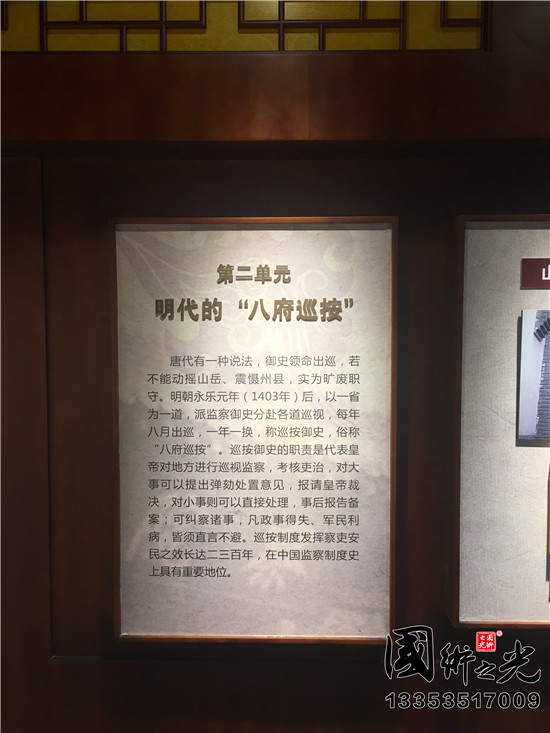 第二单元
明代的“八府巡按”
唐代有一种说法，御史领命出巡，若
不能动摇山岳、震慑州县，实为旷废职
守。明朝永乐元年（1403年）后，以一省
为一道，派监察御史分赴各道巡视，每年
八月出巡，一年一换，称巡按御史，俗称
“八府巡按”。巡按御史的职责是代表皇
帝对地方进行巡视监察，考核吏治，对大
事可以提出弹劾处置意见，报请皇帝裁
决，对小事则可以直接处理，事后报告备
案；可纠察诸事，凡政事得失、军民利
病，皆须直言不避。巡按制度发挥察吏安
民之效长达二三百年，在中国监察制度史
上具有重要地位。
國術之光
國術之光
13353517009